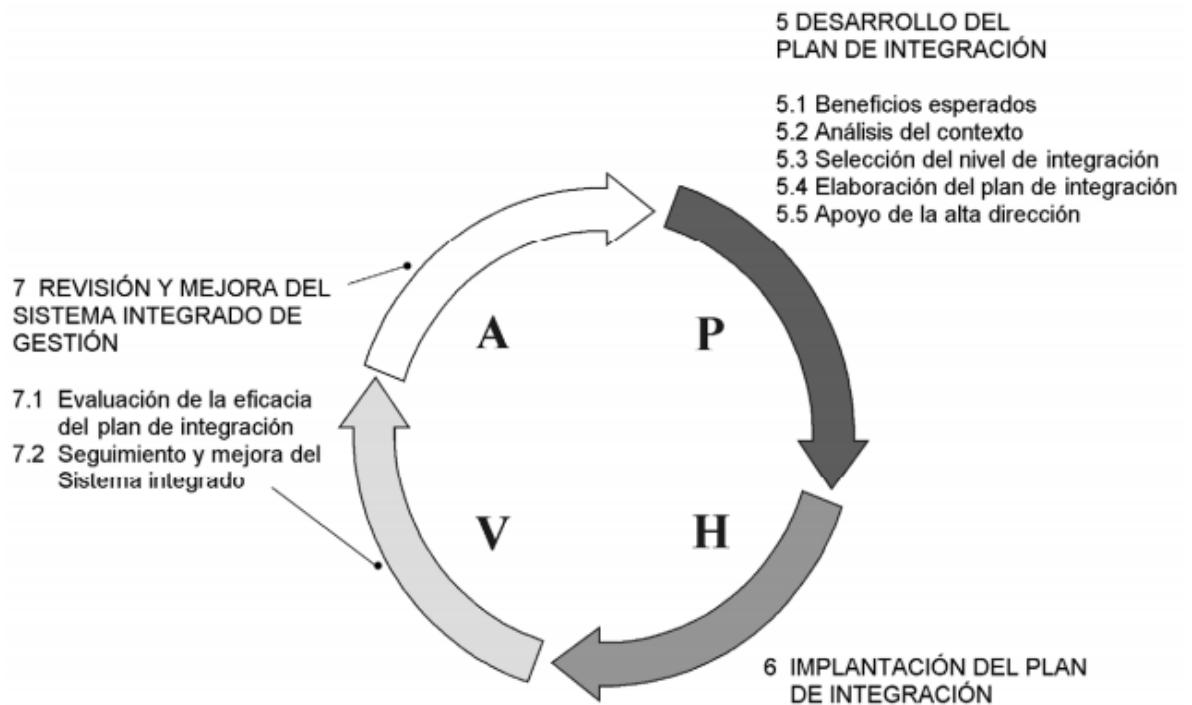 5 DESARROLLO DEL
PLAN DE INTEGRACIÓN
5.1 Beneficios esperados
5.2 Análisis del contexto
5.3 Selección del nivel de integración
5.4 Elaboración del plan de integración
5.5 Apoyo de la alta dirección
7 REVISIÓN Y MEJORA DEL
SISTEMA INTEGRADO DE
GESTIÓN
7.1 Evaluación de la eficacia
del plan de integración
7.2 Seguimiento y mejora del
Sistema integrado
A P
V H
6 IMPLANTACIÓN DEL PLAN
DE INTEGRACIÓN